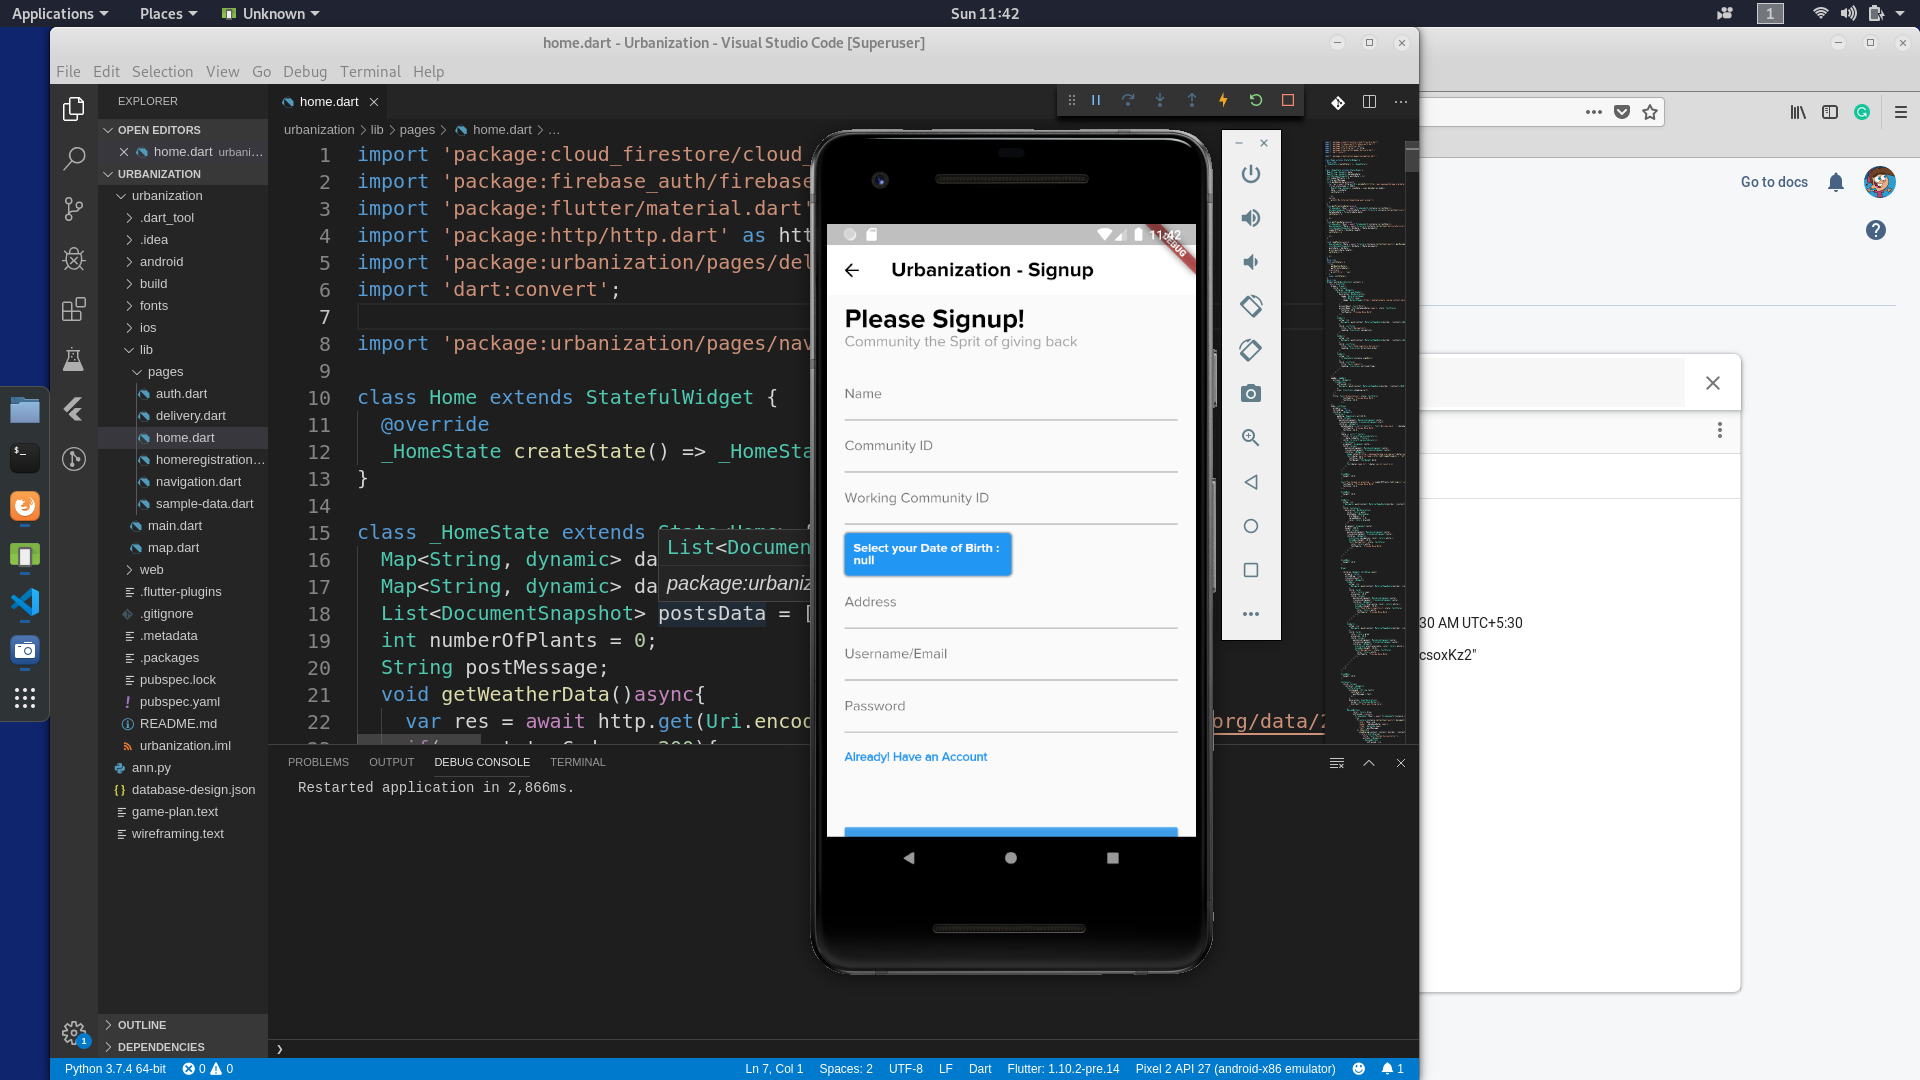 Applications
Places
Unknown
Sun 11:42
1
home.dart - Urbanization - Visual Studio Code [Superuser]
File Edit Selection View Go Debug Terminal Help
EXPLORER
OPEN EDITORS
home.dart urbani...
URBANIZATION
urbanization
.dart_tool
.idea
android
build
fonts
ios
lib
pages
auth.dart
delivery.dart
home.dart
homeregistration...
navigation.dart
sample-data.dart
main.dart
map.dart
web
.flutter-plugins
.gitignore
.metadata
.packages
pubspec.lock
pubspec.yaml
README.md
urbanization.iml
ann.py
database-design.json
game-plan.text
wireframing.text
OUTLINE
DEPENDENCIES
home.dart
urbanization > lib > pages > home.dart > ...
1 import 'package:cloud_firestore/cloud_
2 import 'package:firebase_auth/firebase
3 import 'package:flutter/material.dart'
4 import 'package:http/http.dart' as htt
5 import 'package:urbanization/pages/del
6 import 'dart:convert';
7
8 import 'package:urbanization/pages/nav
9
10 class Home extends StatefulWidget {
11 @override
12 _HomeState createState() => _HomeSta
13 }
14
15 class _HomeState extends
16 Map<String, dynamic> da
17 Map<String, dynamic> da
18 List<DocumentSnapshot> postsData = [
19 int numberOfPlants = 0;
20 String postMessage;
21 void getWeatherData()async{
22 var res = await http.get(Uri.encod
org/data/2
List<Documen
package:urbaniz
PROBLEMS OUTPUT DEBUG CONSOLE TERMINAL
Restarted application in 2,866ms.
11:42
DEBUG
Urbanization - Signup
Please Signup!
Community the Sprit of giving back
Name
Community ID
Working Community ID
Select your Date of Birth :
null
Address
Username/Email
Password
Already! Have an Account
Go to docs
30 AM UTC+5:30
csoxKz2"
1
Python 3.7.4 64-bit 0 0
Ln 7, Col 1 Spaces: 2 UTF-8 LF Dart Flutter: 1.10.2-pre.14 Pixel 2 API 27 (android-x86 emulator) 1